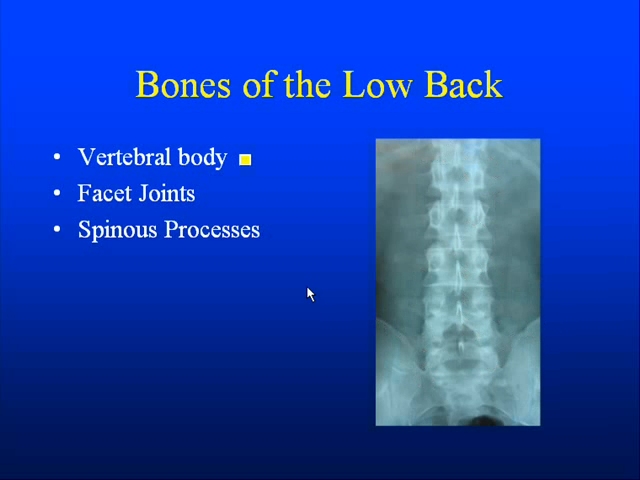 Bones of the Low Back
• Vertebral body
• Facet Joints
• Spinous Processes